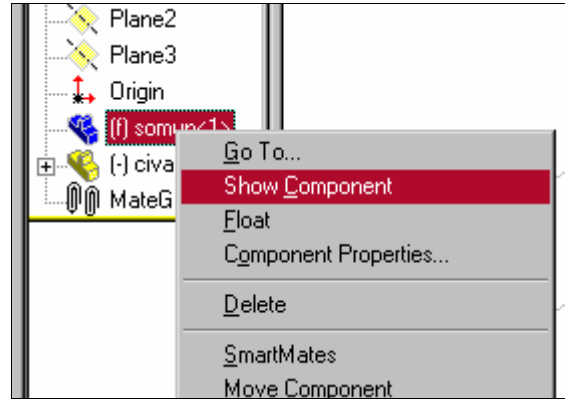 Plane2
Plane3
Origin
(f) somun<1>
(-) civa
MateG
Go To...
Show Component
Float
Component Properties...
Delete
SmartMates
Move Component